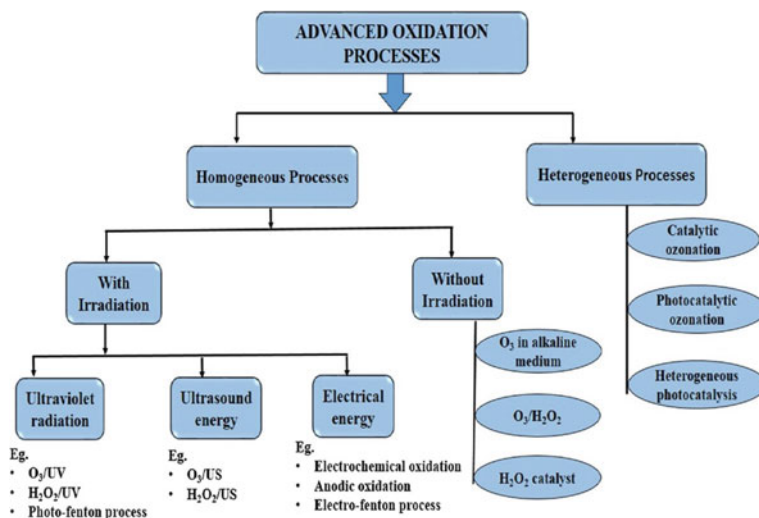 ADVANCED OXIDATION
PROCESSES
Homogeneous Processes
Heterogeneous Processes
With
Irradiation
Without
Irradiation
Catalytic
ozonation
Photocatalytic
ozonation
Heterogeneous
photocatalysis
O₃ in alkaline
medium
O₃/H₂O₂
H₂O₂ catalyst
Ultraviolet
radiation
Ultrasound
energy
Electrical
energy
Eg.
• O₃/UV
• H₂O₂/UV
• Photo-fenton process
Eg.
• O₃/US
• H₂O₂/US
Eg.
• Electrochemical oxidation
• Anodic oxidation
• Electro-fenton process